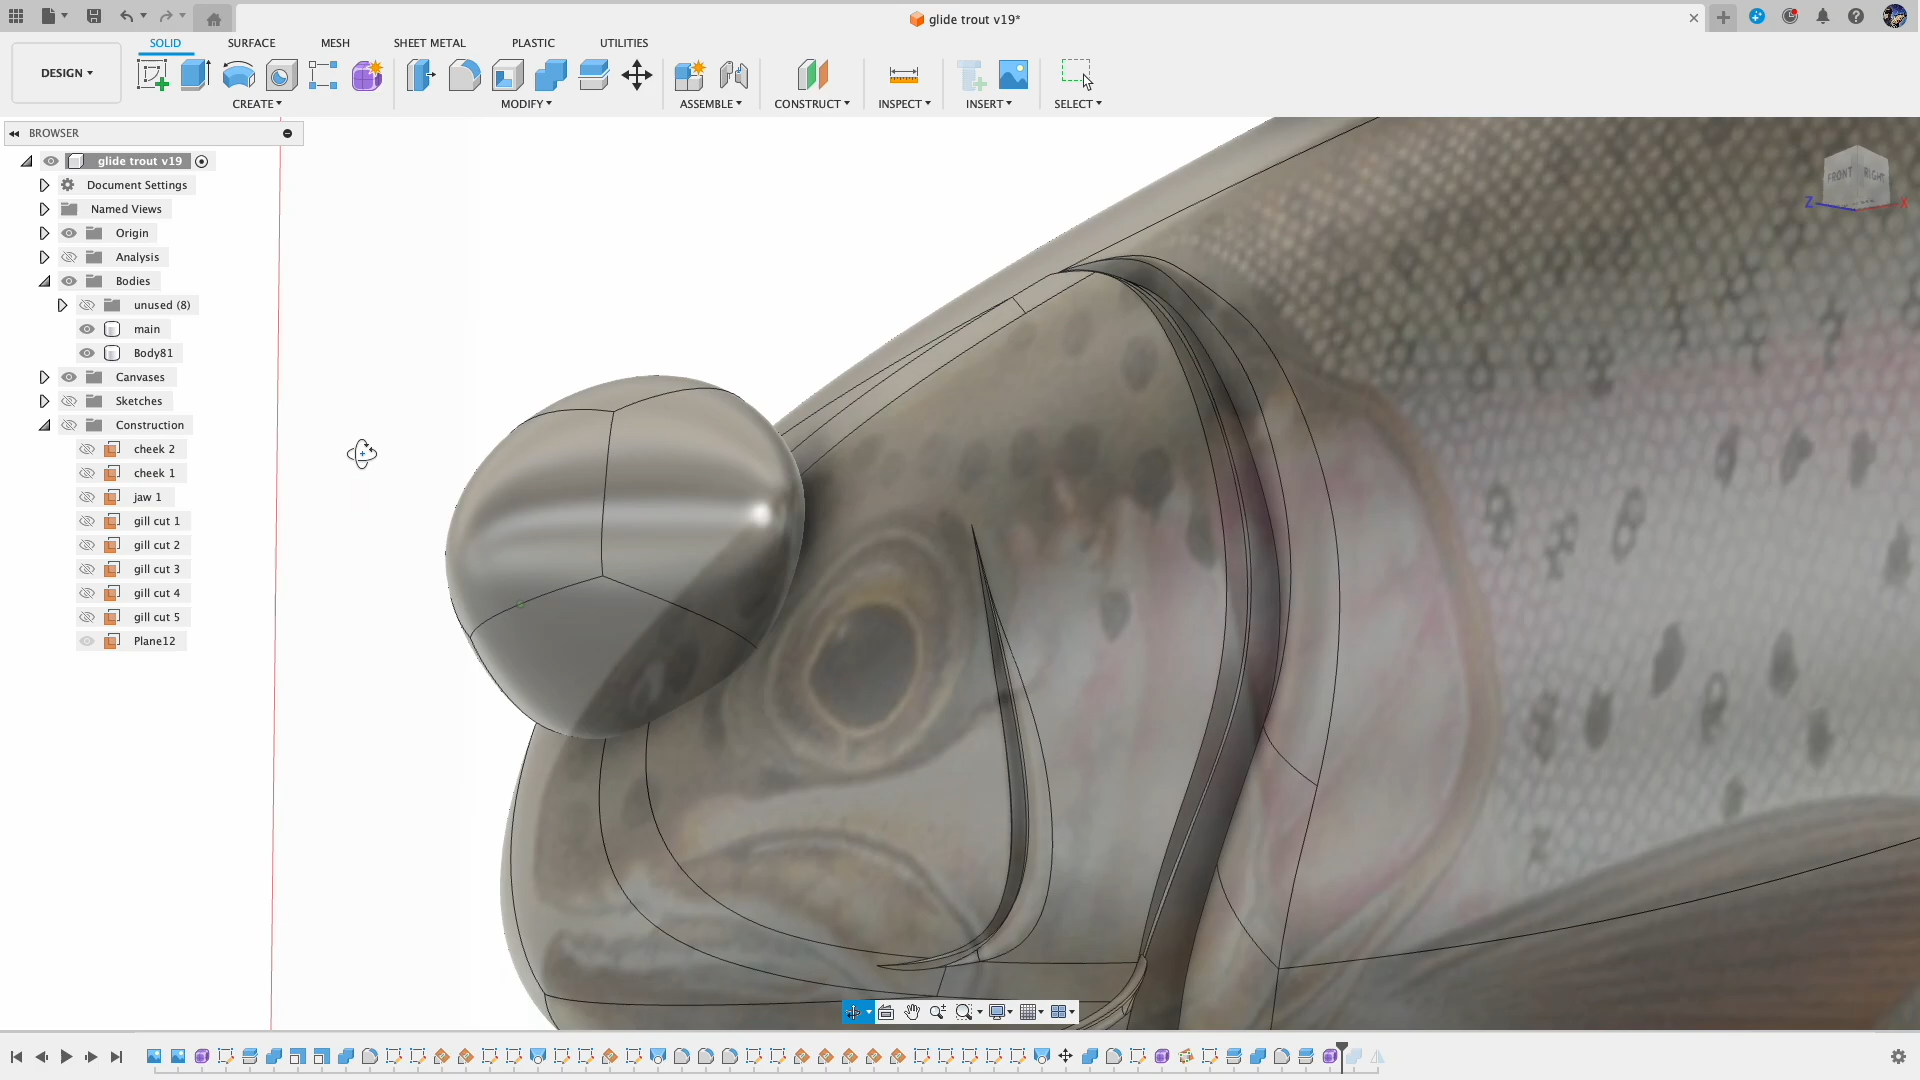 glide trout v19*
DESIGN
SOLID SURFACE MESH SHEET METAL PLASTIC UTILITIES
CREATE MODIFY ASSEMBLE CONSTRUCT INSPECT INSERT SELECT
BROWSER
glide trout v19
Document Settings
Named Views
Origin
Analysis
Bodies
unused (8)
main
Body81
Canvases
Sketches
Construction
cheek 2
cheek 1
jaw 1
gill cut 1
gill cut 2
gill cut 3
gill cut 4
gill cut 5
Plane12
FRONT RIGHT
Z X